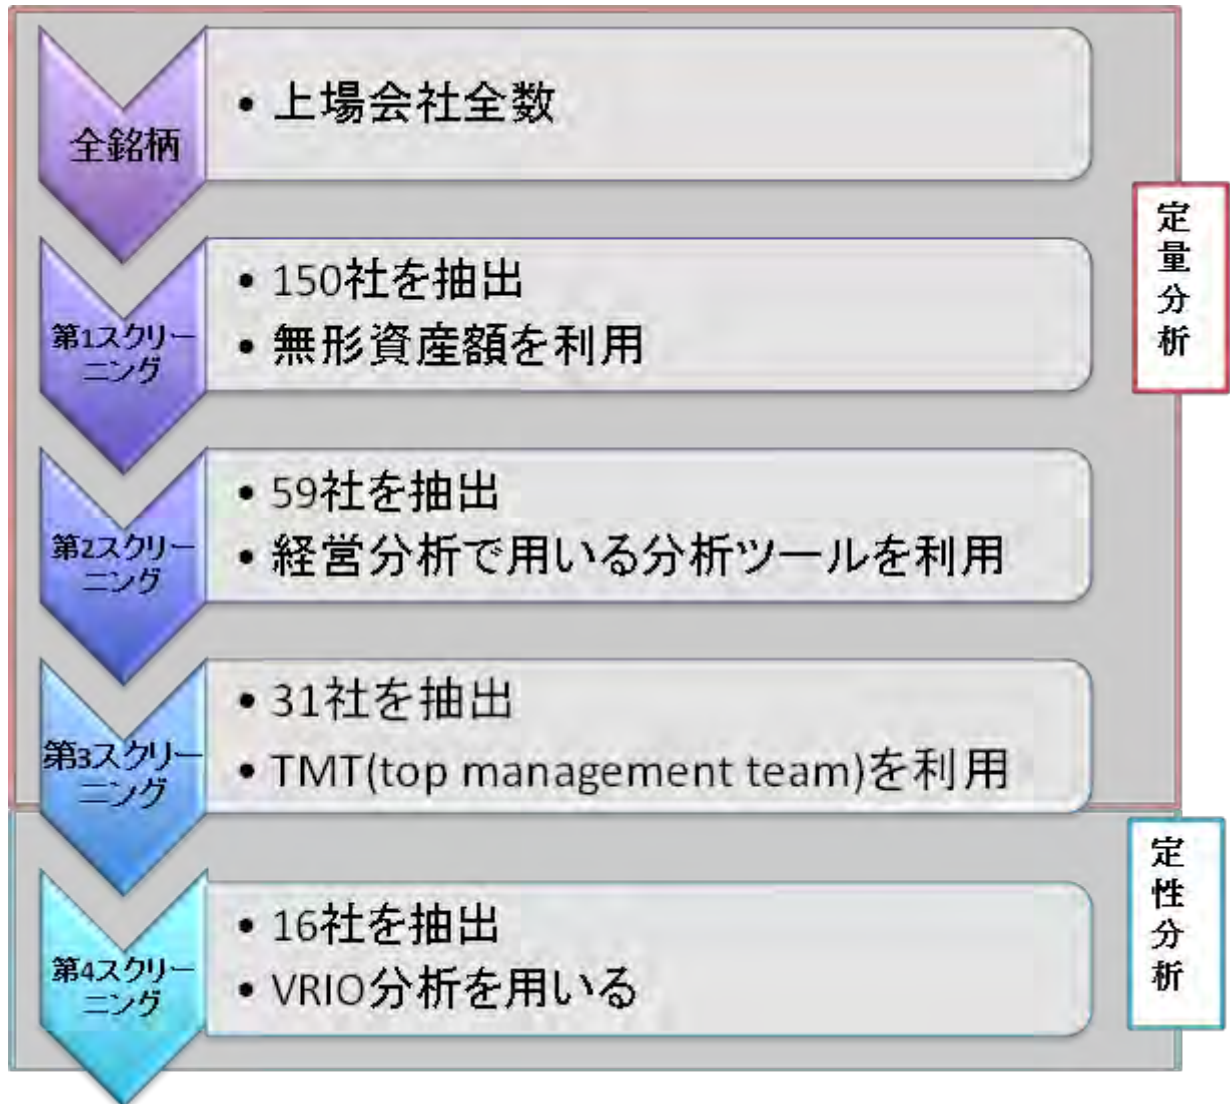 全銘柄
• 上場会社全数
第1スクリー
ニング
• 150社を抽出
• 無形資産額を利用
定量分析
第2スクリー
ニング
• 59社を抽出
• 経営分析で用いる分析ツールを利用
第3スクリー
ニング
• 31社を抽出
• TMT(top management team)を利用
第4スクリー
ニング
• 16社を抽出
• VRIO分析を用いる
定性分析